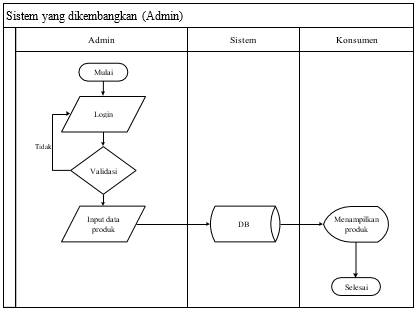 Sistem yang dikembangkan (Admin)
Admin
Sistem
Konsumen
Mulai
Login
Tidak
Validasi
Input data
produk
DB
Menampilkan
produk
Selesai